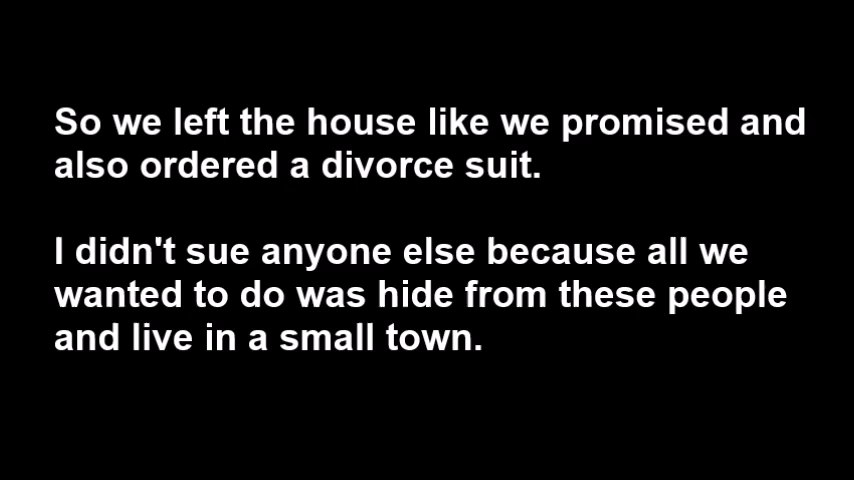 So we left the house like we promised and
also ordered a divorce suit.
I didn't sue anyone else because all we
wanted to do was hide from these people
and live in a small town.